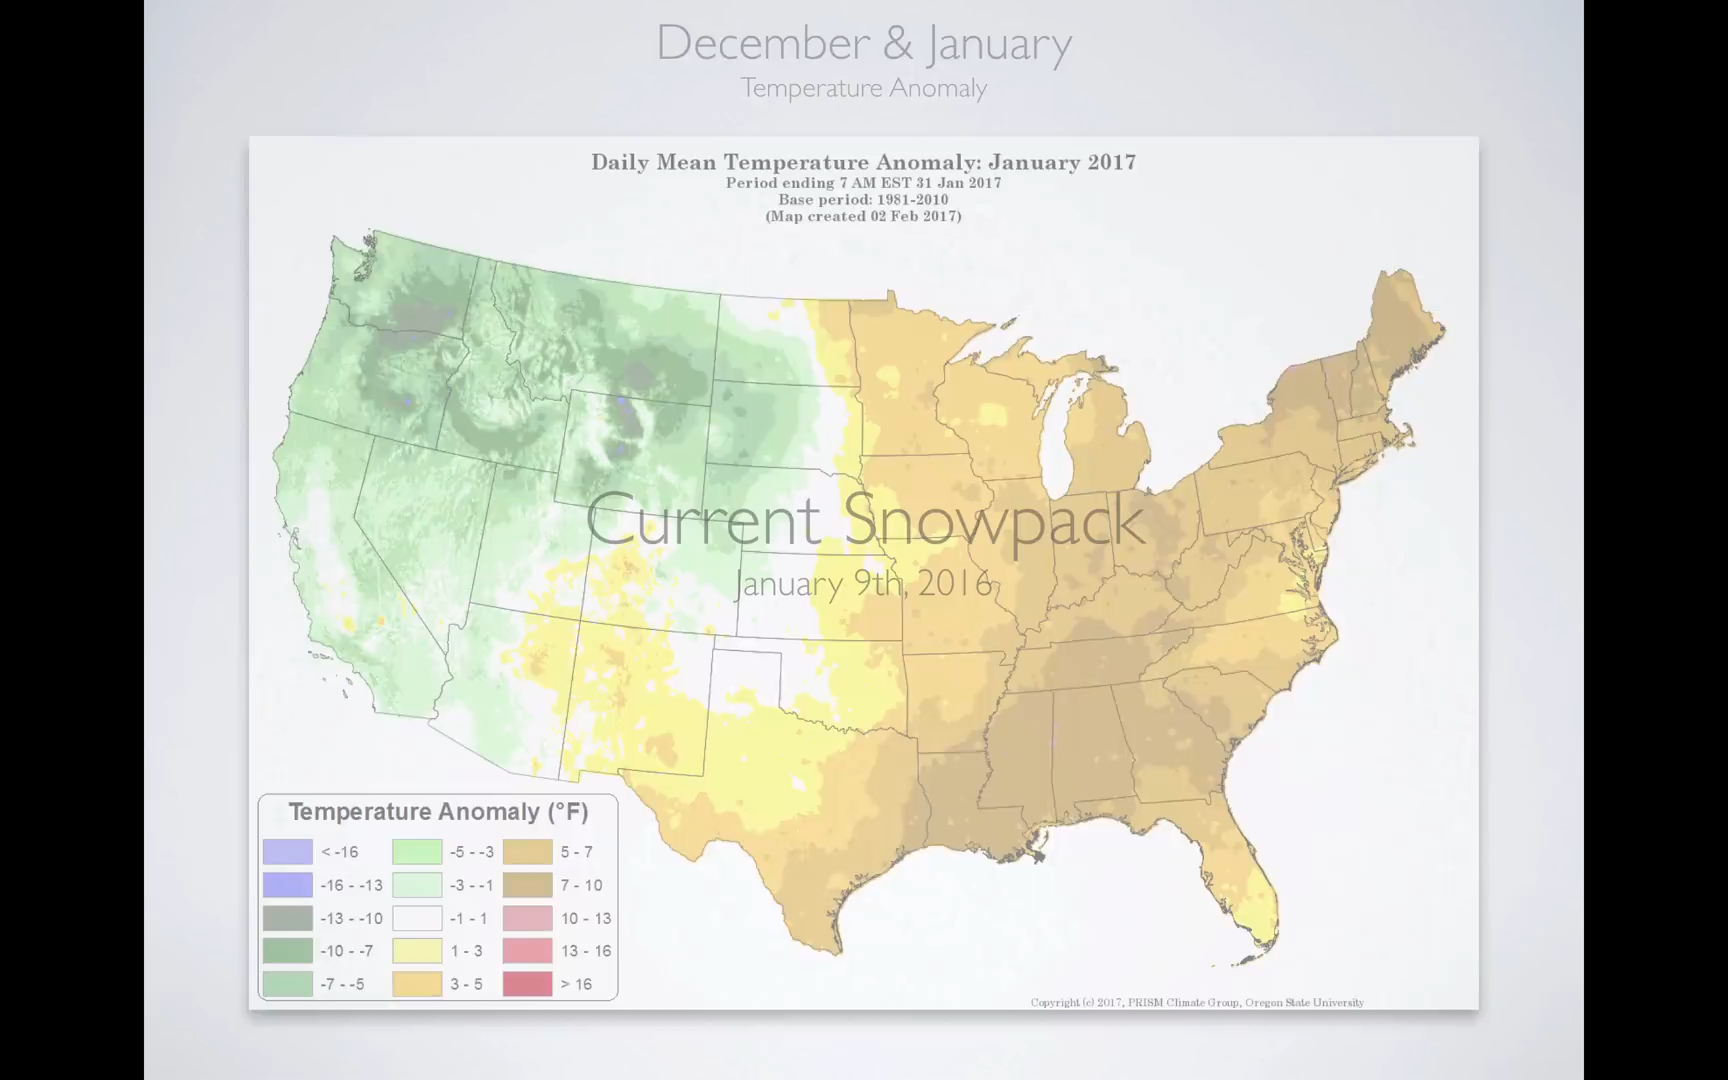 December & January
Temperature Anomaly
Daily Mean Temperature Anomaly: January 2017
Period ending 7 AM EST 31 Jan 2017
Base period: 1981-2010
(Map created 02 Feb 2017)
Current Snowpack
January 9th, 2016
Temperature Anomaly (°F)
< -16 -5 - -3 5 - 7
-16 - -13 -3 - -1 7 - 10
-13 - -10 -1 - 1 10 - 13
-10 - -7 1 - 3 13 - 16
-7 - -5 3 - 5 > 16
Copyright (c) 2017, PRISM Climate Group, Oregon State University